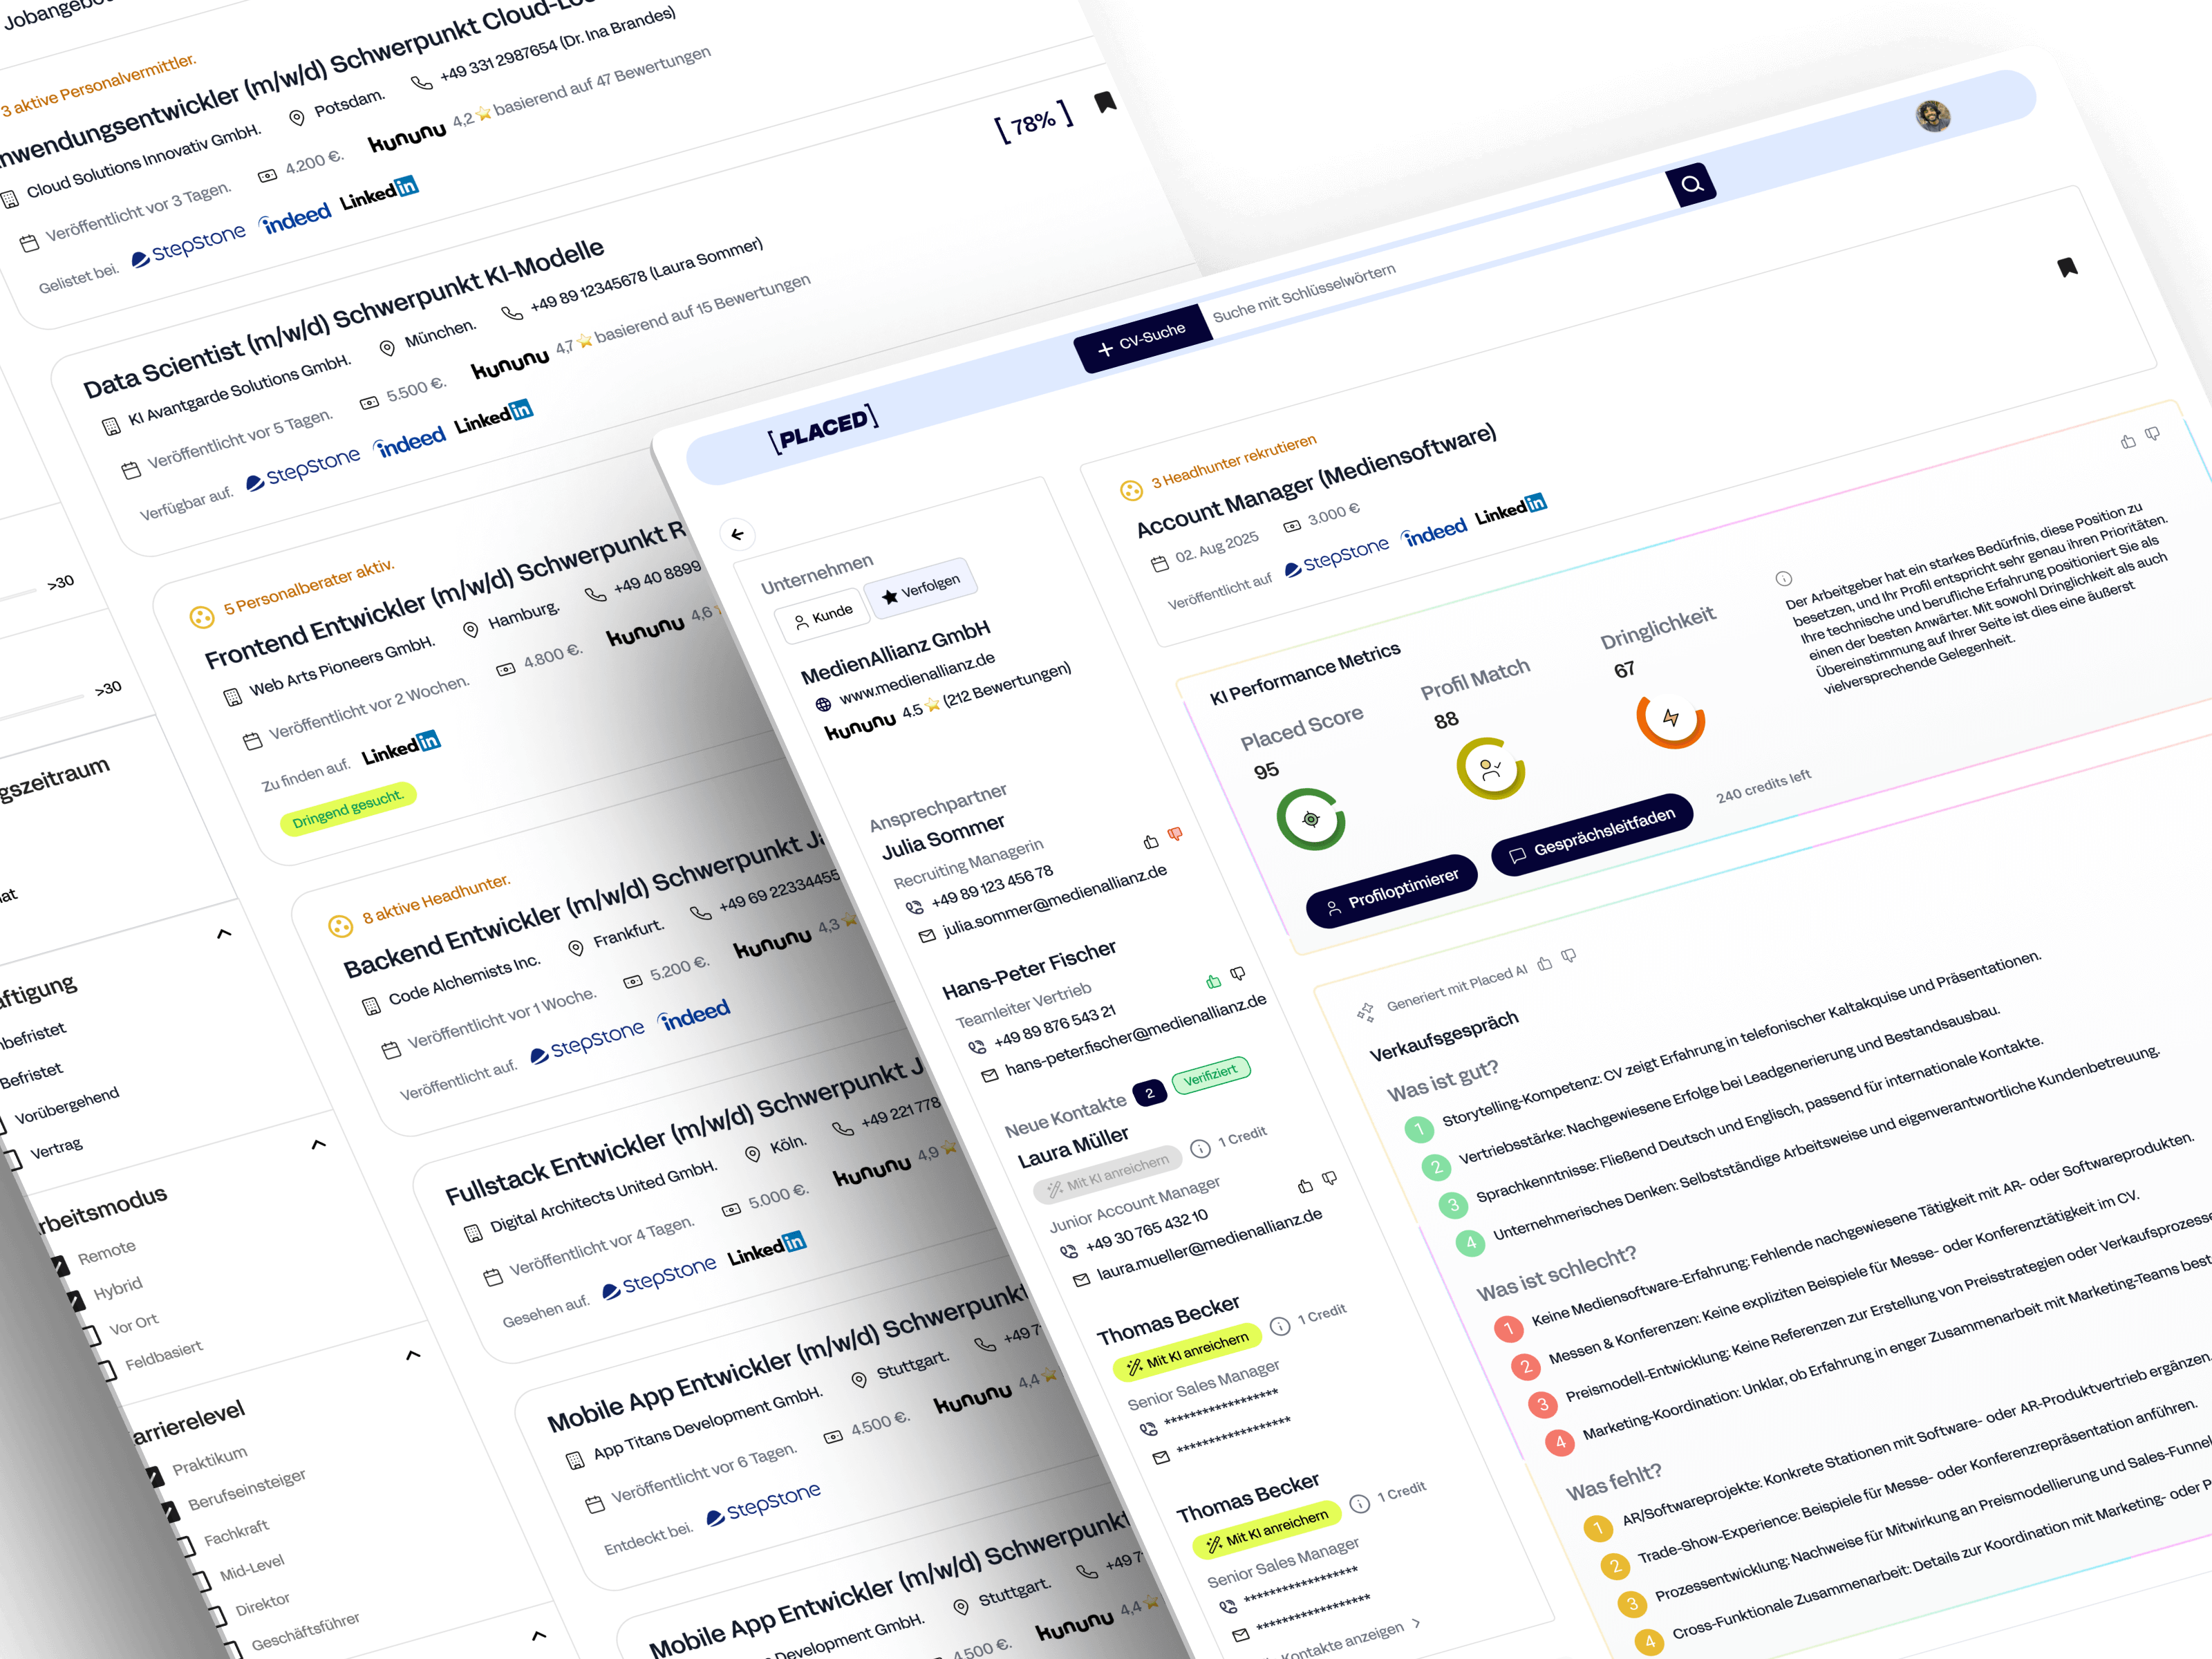 3 aktive Personalvermittler.
nwendungsentwickler (m/w/d) Schwerpunkt
Cloud Solutions Innovativ GmbH. Potsdam. +49 331 2987654 (Dr. Ina Brandes)
Veröffentlicht vor 3 Tagen. 4.200 €. kununu 4,2 basierend auf 47 Bewertungen
Gelistet bei. StepStone indeed LinkedIn
[ 78% ]
Data Scientist (m/w/d) Schwerpunkt KI-Modelle
KI Avantgarde Solutions GmbH. München. +49 89 12345678 (Laura Sommer)
Veröffentlicht vor 5 Tagen. 5.500 €. kununu 4,7 basierend auf 15 Bewertungen
Verfügbar auf. StepStone indeed LinkedIn
5 Personalberater aktiv.
Frontend Entwickler (m/w/d) Schwerpunkt R
Web Arts Pioneers GmbH. Hamburg. +49 40 8899
Veröffentlicht vor 2 Wochen. 4.800 €. kununu 4,6
Zu finden auf. LinkedIn
Dringend gesucht.
8 aktive Headhunter.
Backend Entwickler (m/w/d) Schwerpunkt
Code Alchemists Inc. Frankfurt. +49 69 22334455
Veröffentlicht vor 1 Woche. 5.200 €. kununu 4,3
Veröffentlicht auf. StepStone indeed
Fullstack Entwickler (m/w/d) Schwerpunkt J
Digital Architects United GmbH. Köln. +49 221 778
Veröffentlicht vor 4 Tagen. 5.000 €. kununu 4,9
Gesehen auf. StepStone LinkedIn
Mobile App Entwickler (m/w/d) Schwerpunkt
App Titans Development GmbH. Stuttgart. +49 7
Veröffentlicht vor 6 Tagen. 4.500 €. kununu 4,4
Entdeckt bei. StepStone
Mobile App Entwickler (m/w/d) Schwerpunkt
Development GmbH. Stuttgart. +49 7
4.500 €. kununu 4,4
>30
>30
gszeitraum
nat
äftigung
nbefristet
Befristet
Vorübergehend
Vertrag
rbeitsmodus
Remote
Hybrid
Vor Ort
Feldbasiert
arrierelevel
Praktikum
Berufseinsteiger
Fachkraft
Mid-Level
Direktor
Geschäftsführer
[PLACED]
+ CV-Suche
Suche mit Schlüsselwörtern
Unternehmen
Kunde Verfolgen
MedienAllianz GmbH
www.medienallianz.de
kununu 4.5 (212 Bewertungen)
Ansprechpartner
Julia Sommer
Recruiting Managerin
+49 89 123 456 78
julia.sommer@medienallianz.de
Hans-Peter Fischer
Teamleiter Vertrieb
+49 89 876 543 21
hans-peter.fischer@medienallianz.de
Neue Kontakte 2 Verifiziert
Laura Müller
Mit KI anreichern 1 Credit
Junior Account Manager
+49 30 765 432 10
laura.mueller@medienallianz.de
Thomas Becker
Mit KI anreichern 1 Credit
Senior Sales Manager
******************
******************
Thomas Becker
Mit KI anreichern 1 Credit
Senior Sales Manager
******************
******************
Kontakte anzeigen
3 Headhunter rekrutieren
Account Manager (Mediensoftware)
02. Aug 2025 3.000 €
Veröffentlicht auf StepStone indeed LinkedIn
KI Performance Metrics
Placed Score
95
Profil Match
88
Dringlichkeit
67
Der Arbeitgeber hat ein starkes Bedürfnis, diese Position zu
besetzen, und Ihr Profil entspricht sehr genau ihren Prioritäten.
Ihre technische und berufliche Erfahrung positioniert Sie als
einen der besten Anwärter. Mit sowohl Dringlichkeit als auch
Übereinstimmung auf Ihrer Seite ist dies eine äußerst
vielversprechende Gelegenheit.
Profiloptimierer Gesprächsleitfaden 240 credits left
Generiert mit Placed AI
Verkaufsgespräch
Was ist gut?
1 Storytelling-Kompetenz: CV zeigt Erfahrung in telefonischer Kaltakquise und Präsentationen.
2 Vertriebsstärke: Nachgewiesene Erfolge bei Leadgenerierung und Bestandsausbau.
3 Sprachkenntnisse: Fließend Deutsch und Englisch, passend für internationale Kontakte.
4 Unternehmerisches Denken: Selbstständige Arbeitsweise und eigenverantwortliche Kundenbetreuung.
Was ist schlecht?
1 Keine Mediensoftware-Erfahrung: Fehlende nachgewiesene Tätigkeit mit AR- oder Softwareprodukten.
2 Messen & Konferenzen: Keine expliziten Beispiele für Messe- oder Konferenztätigkeit im CV.
3 Preismodell-Entwicklung: Keine Referenzen zur Erstellung von Preisstrategien oder Verkaufsprozesse
4 Marketing-Koordination: Unklar, ob Erfahrung in enger Zusammenarbeit mit Marketing-Teams best
Was fehlt?
1 AR/Softwareprojekte: Konkrete Stationen mit Software- oder AR-Produktvertrieb ergänzen.
2 Trade-Show-Experience: Beispiele für Messe- oder Konferenzrepräsentation anführen.
3 Prozessentwicklung: Nachweise für Mitwirkung an Preismodellierung und Sales-Funnel
4 Cross-Funktionale Zusammenarbeit: Details zur Koordination mit Marketing- oder P